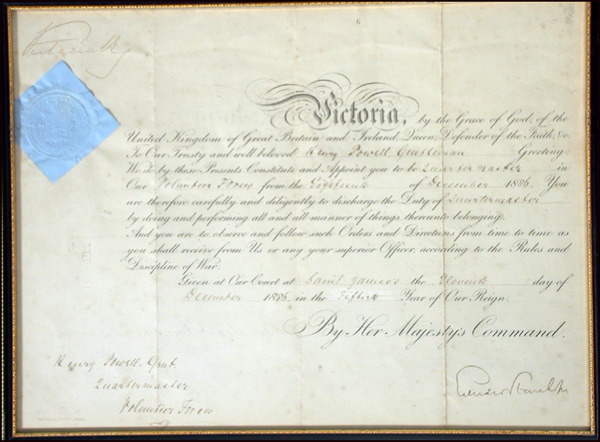 Victoria R
Victoria, by the Grace of God, of the
United Kingdom of Great Britain and Ireland Queen, Defender of the Faith, &c.
To Our Trusty and well beloved Henry Powell Gentleman Greeting
We do by these Presents Constitute and Appoint you to be Quartermaster in
Our Volunteer Forces from the Eighteenth of December 1886. You
are therefore carefully and diligently to discharge the Duty of Quartermaster
by doing and performing all and all manner of things thereunto belonging.
And you are to observe and follow such Orders and Directions from time to time as
you shall receive from Us or any your superior Officer, according to the Rules and
Discipline of War.
Given at Our Court at Saint James's the Eleventh day of
December 1886, in the Fiftieth Year of Our Reign.
By Her Majesty's Command.
Henry Powell, Gent
Quartermaster
Volunteer Forces